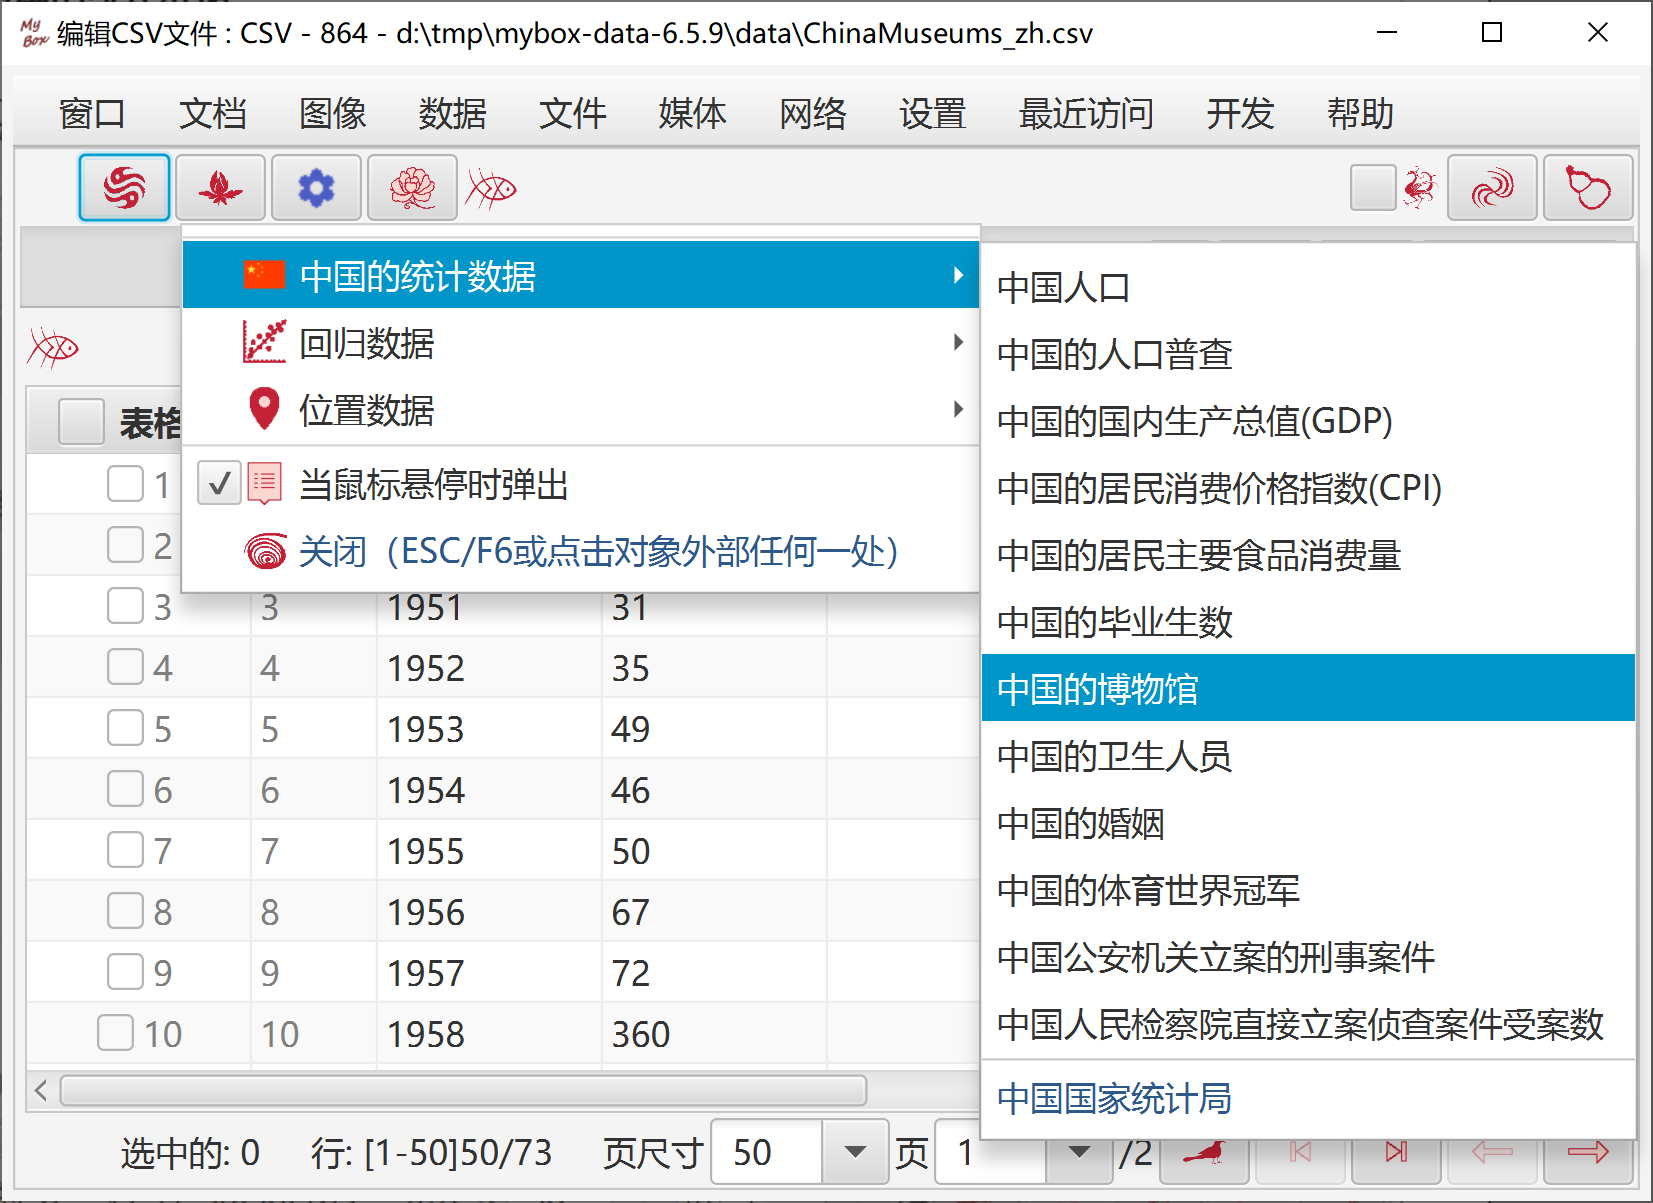 My Box 编辑CSV文件 : CSV - 864 - d:\tmp\mybox-data-6.5.9\data\ChinaMuseums_zh.csv
窗口 文档 图像 数据 文件 媒体 网络 设置 最近访问 开发 帮助
中国的统计数据
回归数据
位置数据
当鼠标悬停时弹出
关闭（ESC/F6或点击对象外部任何一处）
中国人口
中国的人口普查
中国的国内生产总值(GDP)
中国的居民消费价格指数(CPI)
中国的居民主要食品消费量
中国的毕业生数
中国的博物馆
中国的卫生人员
中国的婚姻
中国的体育世界冠军
中国公安机关立案的刑事案件
中国人民检察院直接立案侦查案件受案数
中国国家统计局
表格
1
2
3 3 1951 31
4 4 1952 35
5 5 1953 49
6 6 1954 46
7 7 1955 50
8 8 1956 67
9 9 1957 72
10 10 1958 360
选中的: 0 行: [1-50]50/73 页尺寸 50 页 1 /2